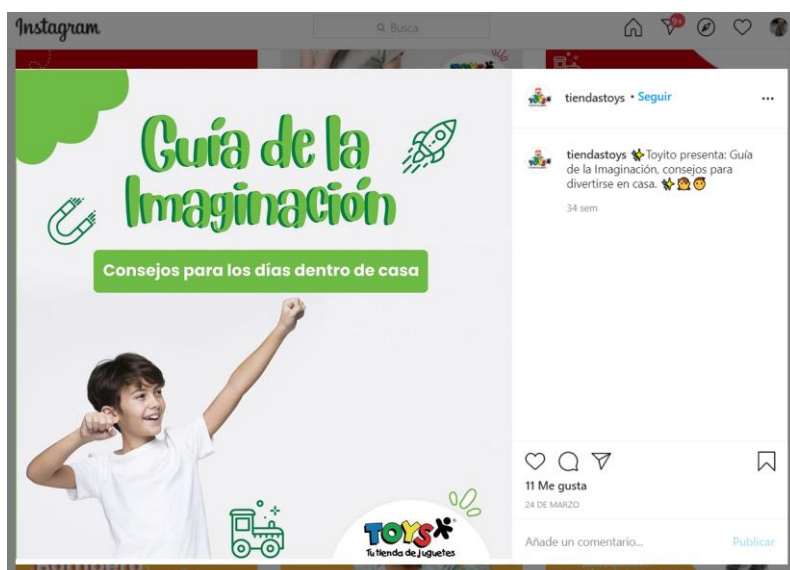 Instagram
Busca
9+
Guía de la
Imaginación
Consejos para los días dentro de casa
TOYS
Tu tienda de Juguetes
tiendastoys • Seguir
tiendastoys ✨Toyito presenta: Guía
de la Imaginación, consejos para
divertirse en casa.
34 sem
11 Me gusta
24 DE MARZO
Añade un comentario...
Publicar